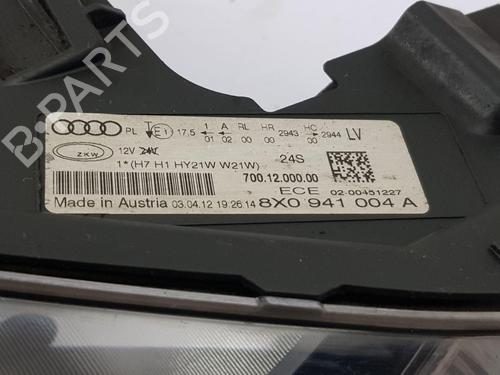 B-PARTS
PL E1 17,5 1 A RL HR 2943 HC 2944 LV
01 02 00 00 00
ZKW 12V 24V 24S
1*(H7 H1 HY21W W21W)
700.12.000.00
ECE 02-00451227
Made in Austria 03.04.12 19:26:14 8X0 941 004 A